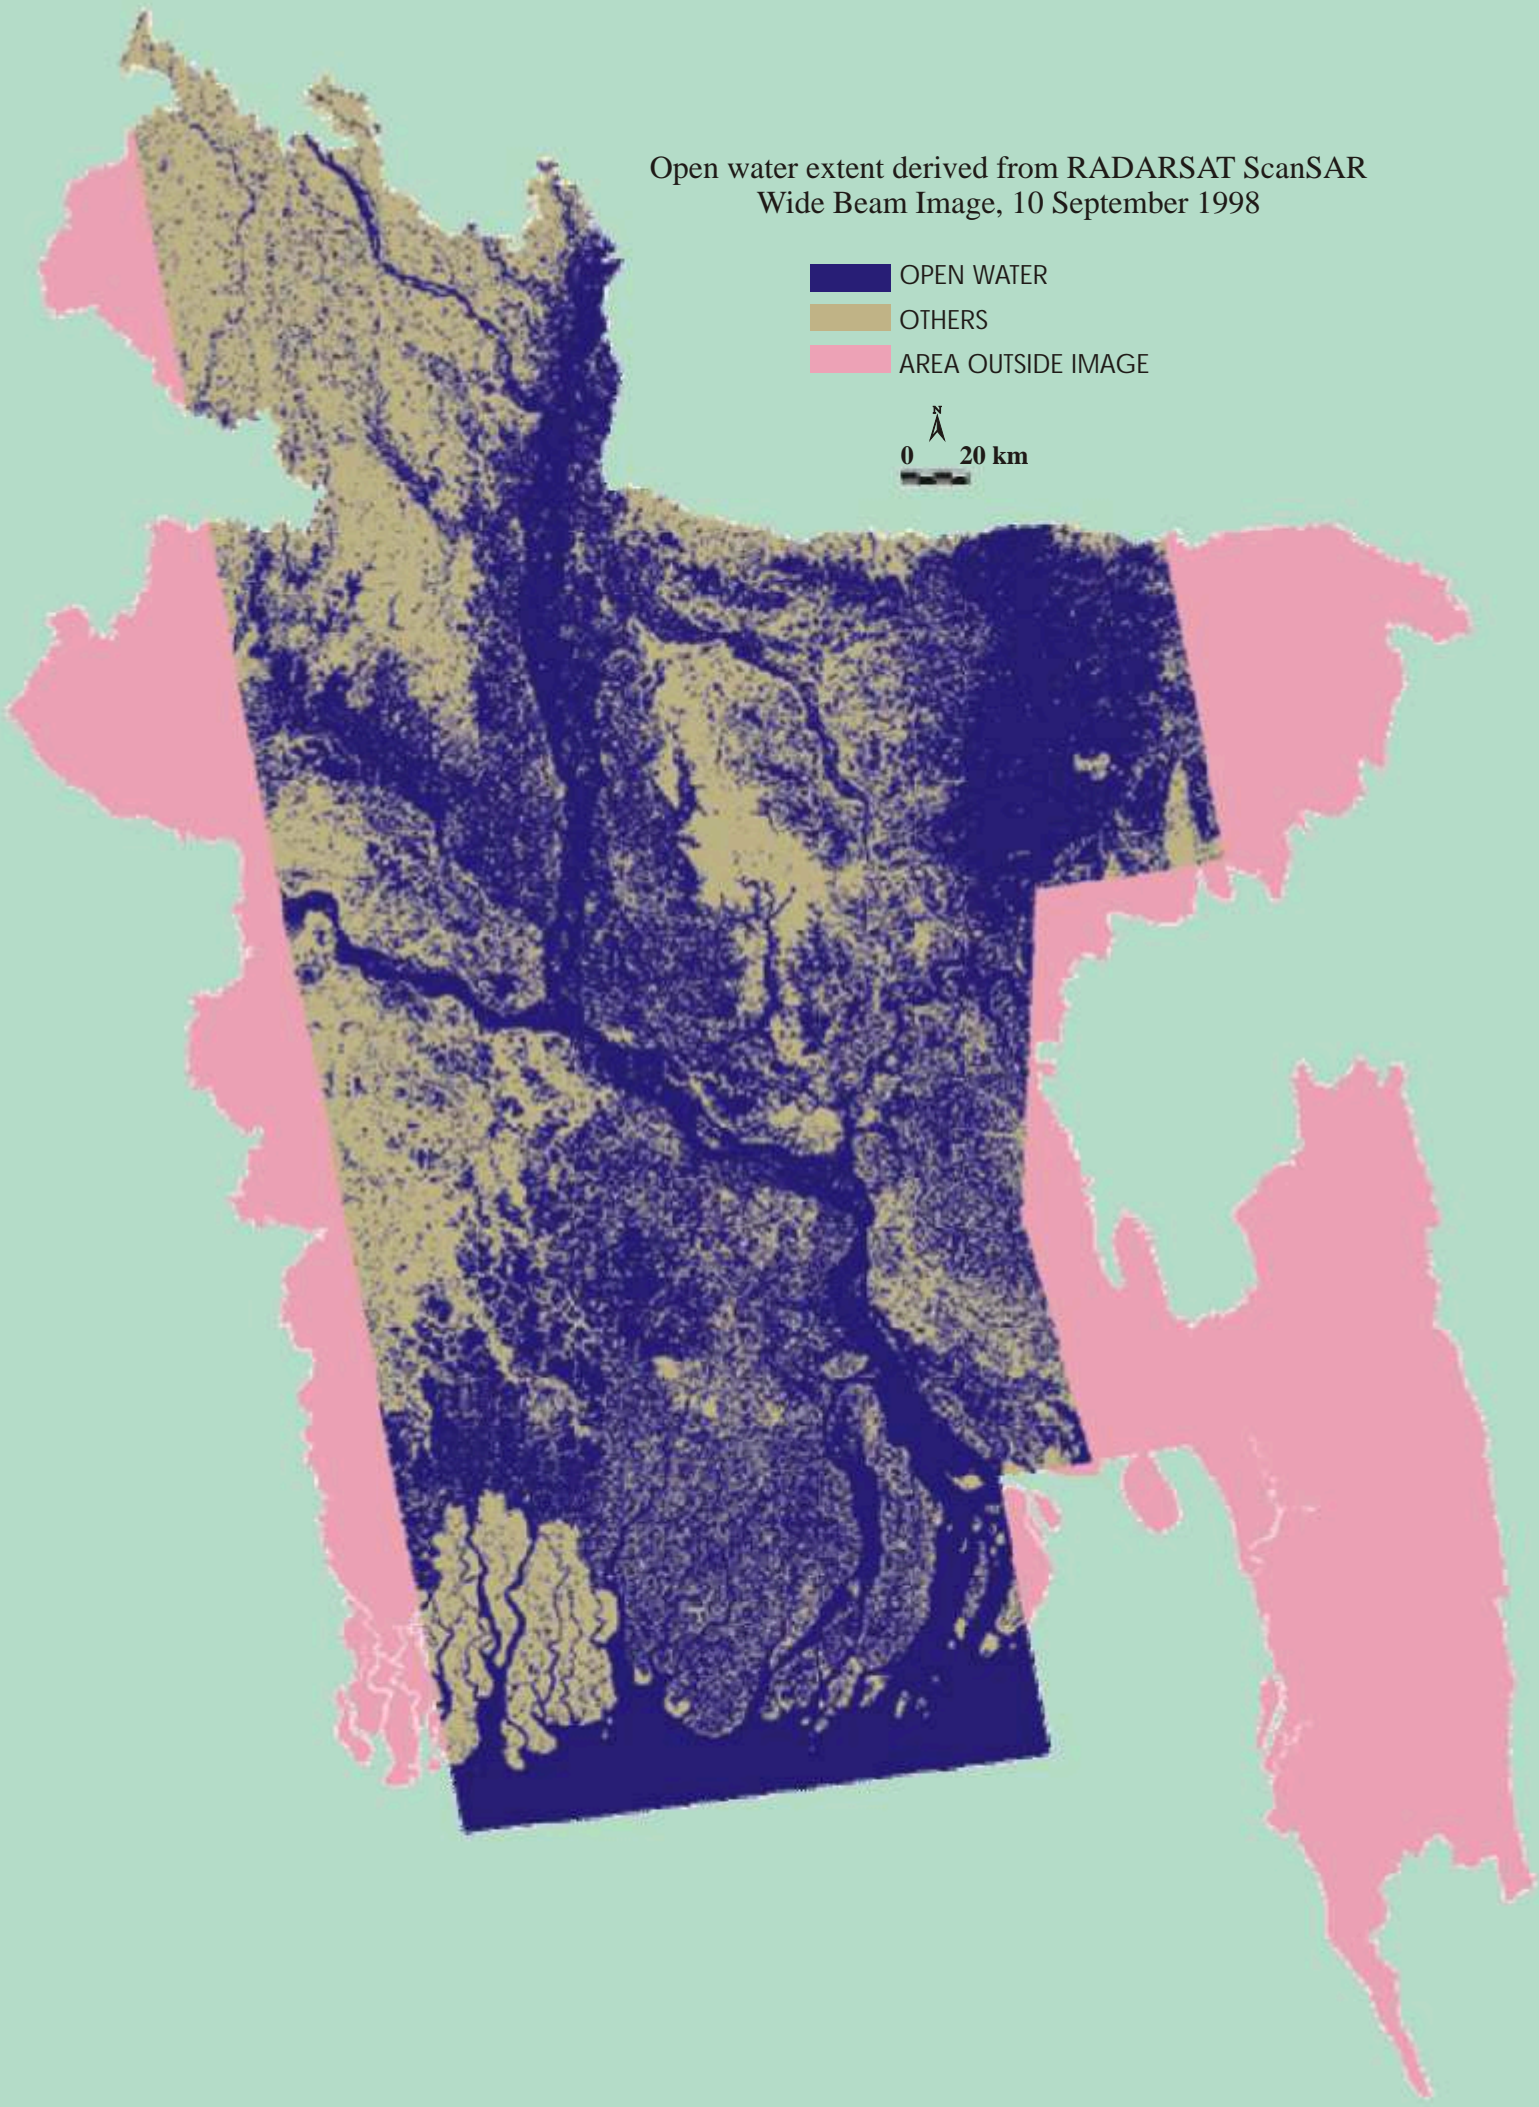 Open water extent derived from RADARSAT ScanSAR
Wide Beam Image, 10 September 1998
OPEN WATER
OTHERS
AREA OUTSIDE IMAGE
N
0 20 km